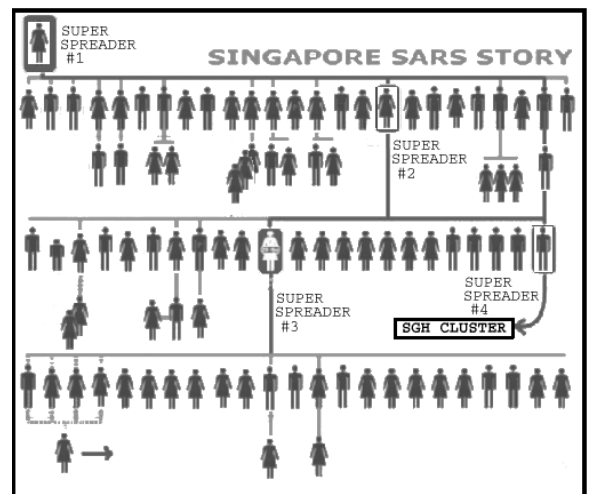 SUPER
SPREADER
#1
SINGAPORE SARS STORY
SUPER
SPREADER
#2
SUPER
SPREADER
#3
SUPER
SPREADER
#4
SGH CLUSTER